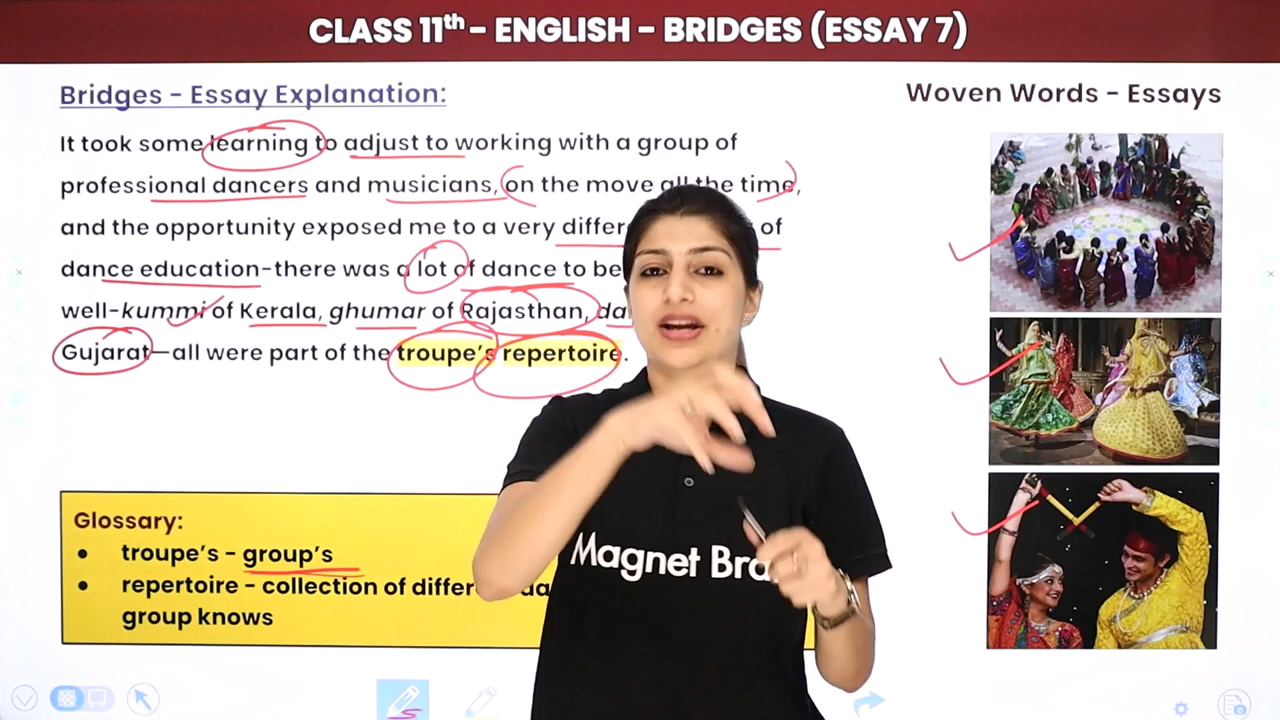 CLASS 11th – ENGLISH – BRIDGES (ESSAY 7)
Bridges - Essay Explanation:
Woven Words - Essays
It took some learning to adjust to working with a group of
professional dancers and musicians, on the move all the time,
and the opportunity exposed me to a very of
dance education-there was a lot of dance to be
well-kummi of Kerala, ghumar of Rajasthan,
Gujarat—all were part of the troupe's repertoire.
Glossary:
● troupe's - group's
● repertoire - collection of
group knows
Magnet